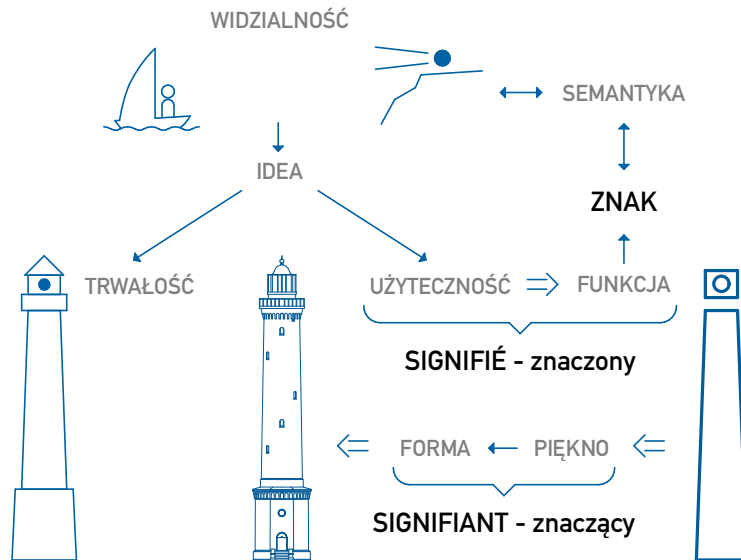 WIDZIALNOŚĆ
SEMANTYKA
IDEA
ZNAK
TRWAŁOŚĆ
UŻYTECZNOŚĆ
FUNKCJA
SIGNIFIÉ - znaczony
FORMA
PIĘKNO
SIGNIFIANT - znaczący